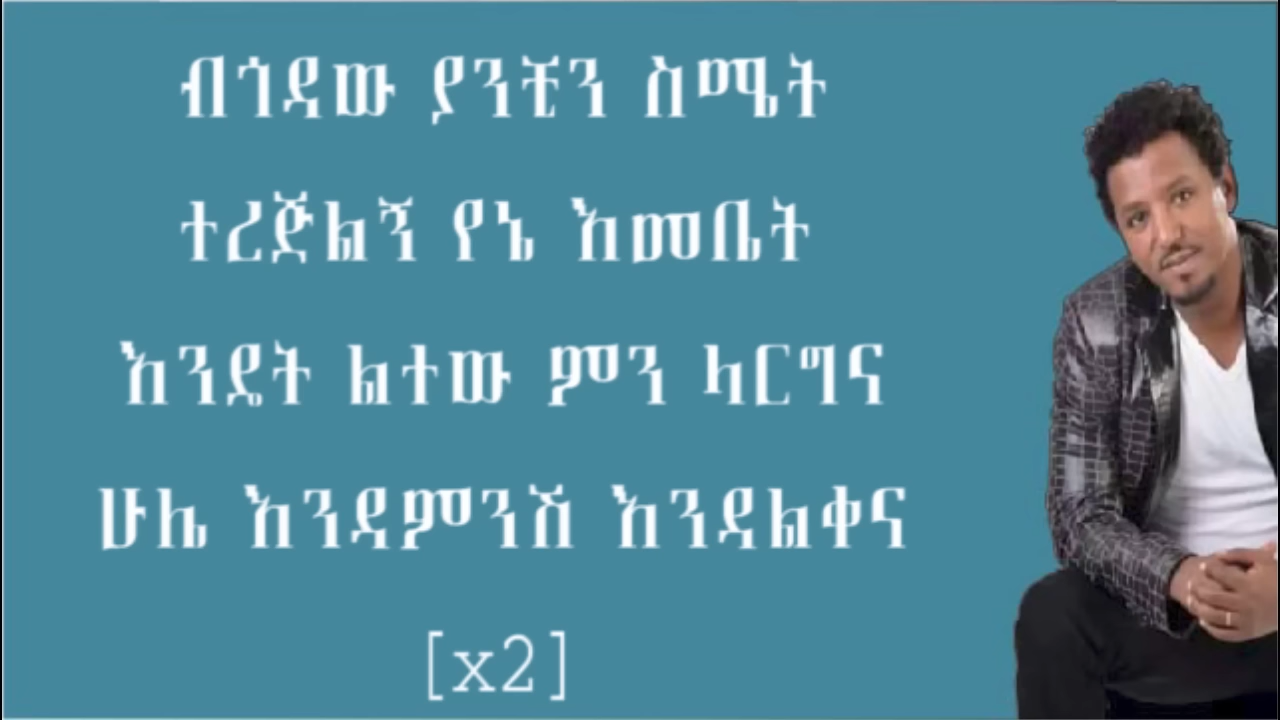 ብጎዳው ያንቺን ስሜት
ተረጅልኝ የኔ እመቤት
እንዴት ልተው ምን ላርግና
ሁሌ እንዳምንሽ እንዳልቀና
[x2]